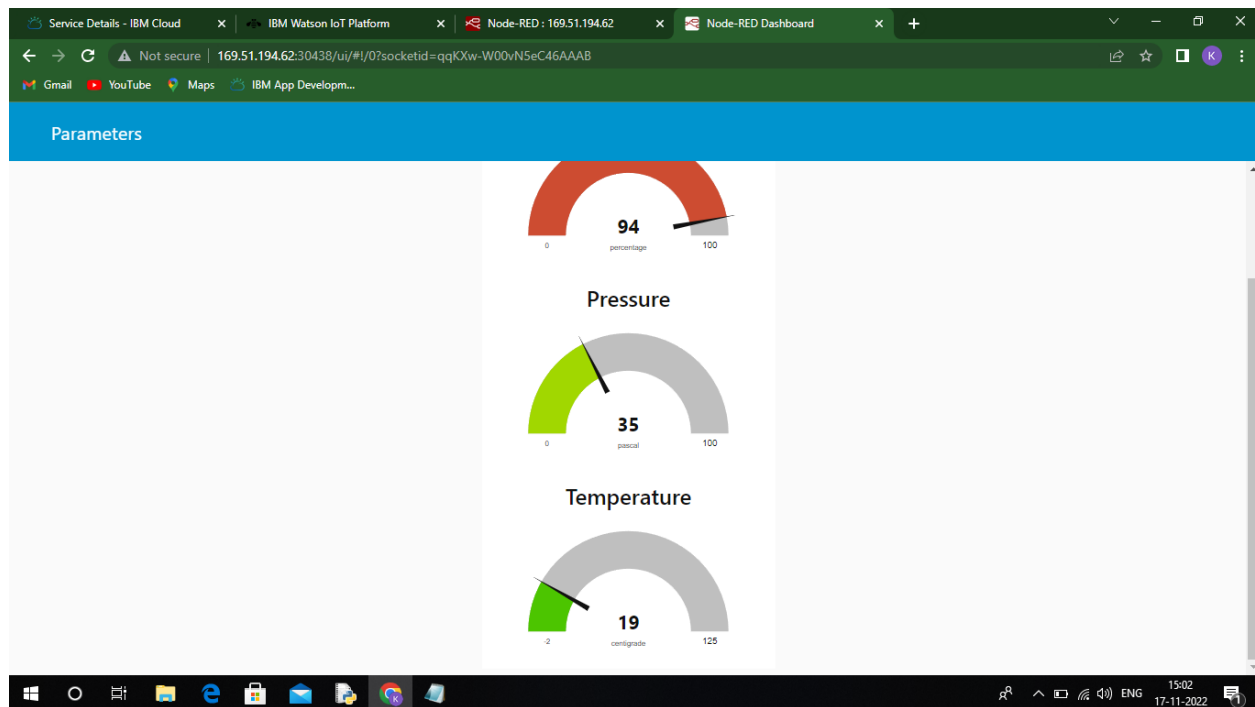 Service Details - IBM Cloud
IBM Watson IoT Platform
Node-RED : 169.51.194.62
Node-RED Dashboard
Not secure
169.51.194.62:30438/ui/#!/0?socketid=qqKXw-W00vN5eC46AAAB
K
Gmail
YouTube
Maps
IBM App Developm...
Parameters
94
percentage
0
100
Pressure
35
pascal
0
100
Temperature
19
centigrade
-2
125
K
ENG
15:02
17-11-2022
1